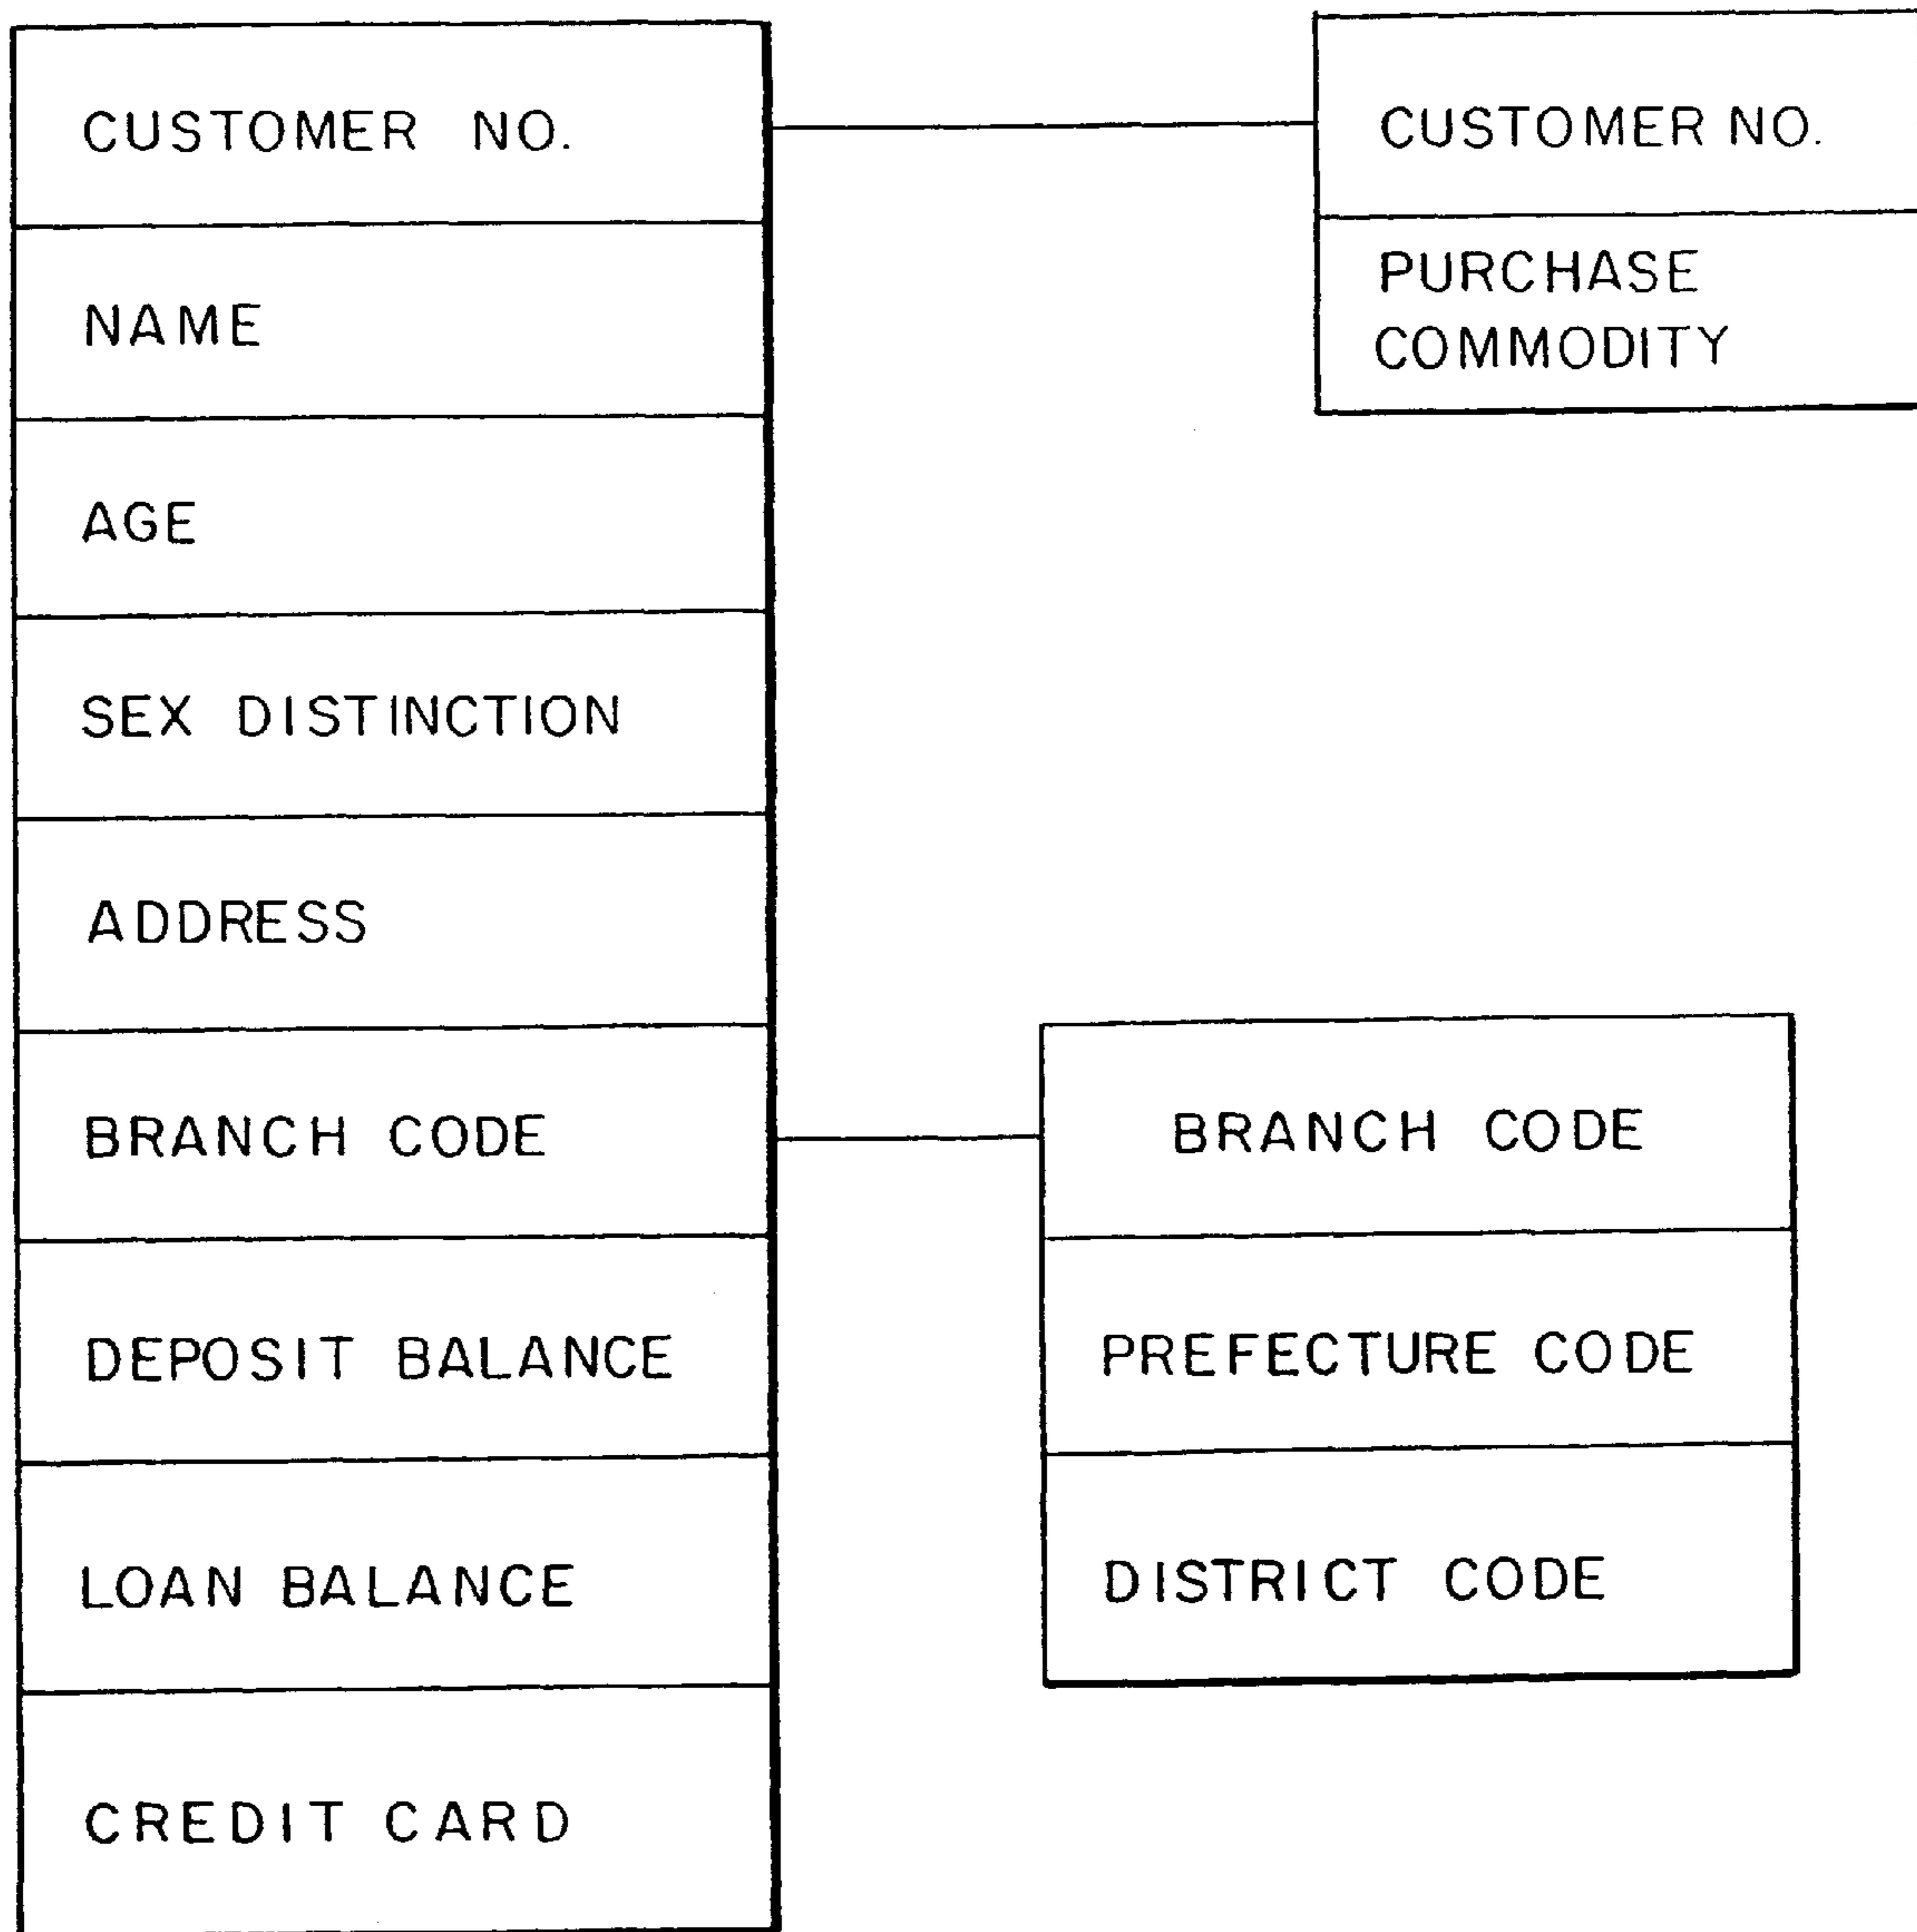 CUSTOMER NO.
NAME
AGE
SEX DISTINCTION
ADDRESS
BRANCH CODE
DEPOSIT BALANCE
LOAN BALANCE
CREDIT CARD
CUSTOMER NO.
PURCHASE
COMMODITY
BRANCH CODE
PREFECTURE CODE
DISTRICT CODE